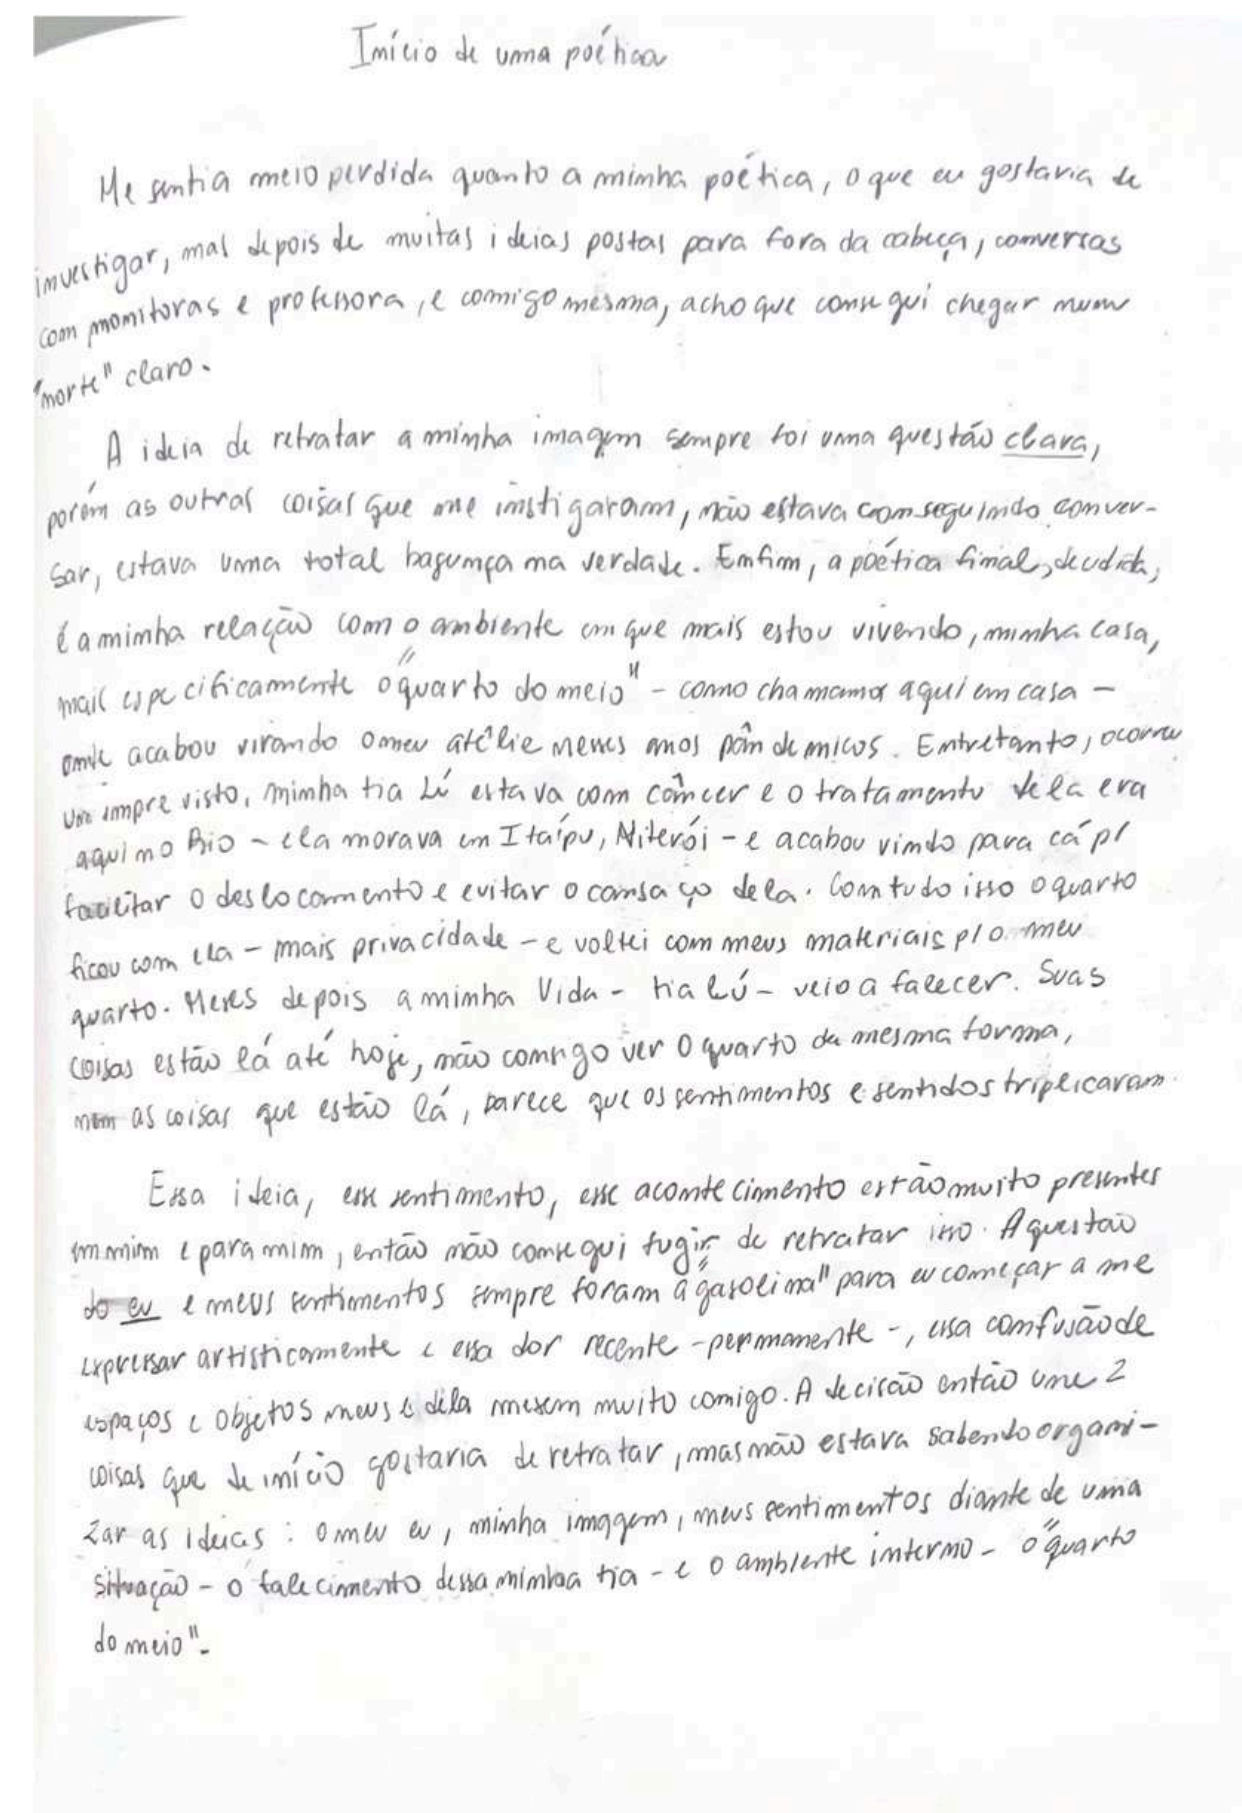 Início de uma poética
Me sentia meio perdida quanto a minha poética, o que eu gostaria de
investigar, mas depois de muitas ideias postas para fora da cabeça, conversas
com monitoras e professora, e comigo mesma, acho que consegui chegar num
"norte" claro.
A ideia de retratar a minha imagem sempre foi uma questão clara,
porém as outras coisas que me instigaram, não estava conseguindo conver-
sar, estava uma total bagunça na verdade. Enfim, a poética final, decidida,
é a minha relação com o ambiente em que mais estou vivendo, minha casa,
mais especificamente "o quarto do meio" - como chamamos aqui em casa -
onde acabou virando o meu atêlie nesses anos pândemicos. Entretanto, ocorreu
um imprevisto, minha tia Lú estava com câncer e o tratamento dela era
aqui no Rio - ela morava em Itaípu, Niterói - e acabou vindo para cá p/
facilitar o deslocamento e evitar o cansaço dela. Com tudo isso o quarto
ficou com ela - mais privacidade - e voltei com meus materiais p/ o meu
quarto. Meses depois a minha Vida - tia Lú - veio a falecer. Suas
coisas estão lá até hoje, não consigo ver o quarto da mesma forma,
nem as coisas que estão lá, parece que os sentimentos e sentidos triplicaram.
Essa ideia, esse sentimento, esse acontecimento estão muito presentes
em mim e para mim, então não consegui fugir de retratar isso. A questão
do eu e meus sentimentos sempre foram a "gasolina" para eu começar a me
expressar artisticamente e essa dor recente - permanente -, essa confusão de
espaços e objetos meus e dela mexem muito comigo. A decisão então une 2
coisas que de início gostaria de retratar, mas não estava sabendo organi-
zar as ideias: o meu eu, minha imagem, meus sentimentos diante de uma
situação - o falecimento dessa minha tia - e o ambiente interno - "o quarto
do meio" -